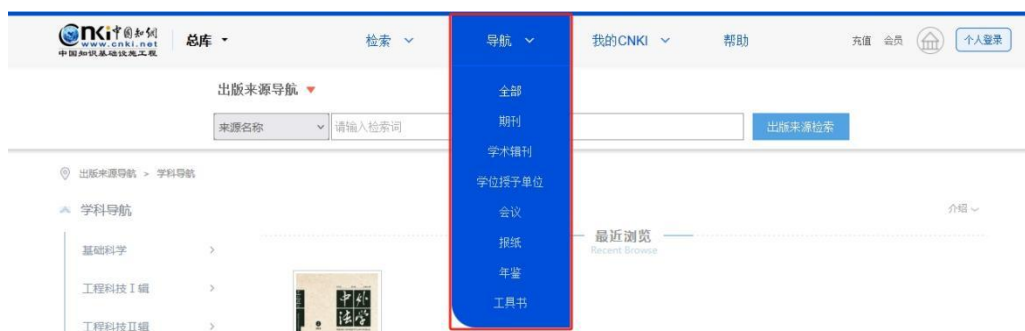 cnki中国知网
www.cnki.net
中国知识基础设施工程
总库
检索
导航
我的CNKI
帮助
充值 会员
个人登录
出版来源导航
来源名称
请输入检索词
出版来源检索
全部
期刊
学术辑刊
学位授予单位
会议
报纸
年鉴
工具书
出版来源导航 > 学科导航
学科导航
介绍
基础科学
工程科技Ⅰ辑
工程科技Ⅱ辑
最近浏览
Recent Browse
中外
法学